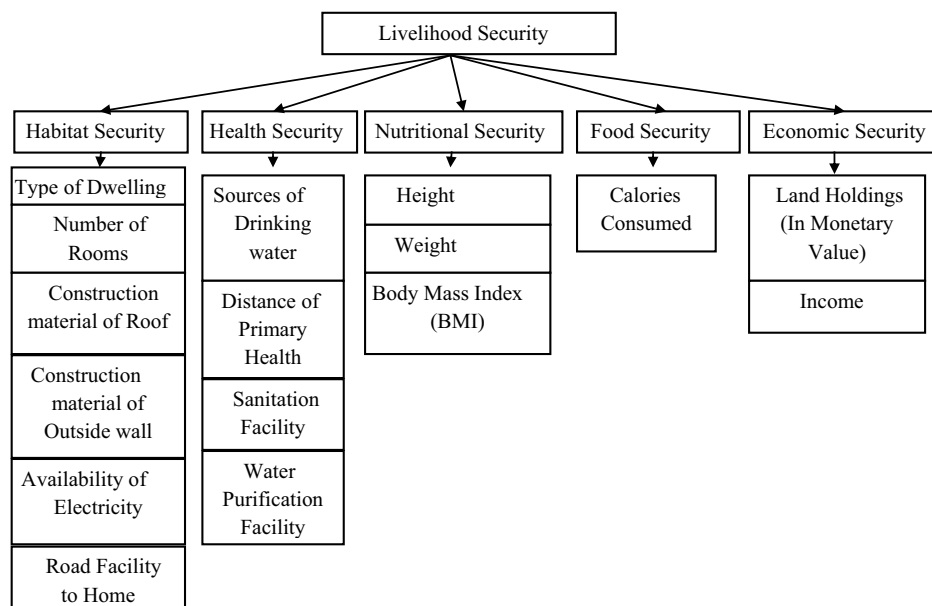 Livelihood Security
Habitat Security
Health Security
Nutritional Security
Food Security
Economic Security
Type of Dwelling
Number of
Rooms
Construction
material of Roof
Construction
material of
Outside wall
Availability of
Electricity
Road Facility
to Home
Sources of
Drinking
water
Distance of
Primary
Health
Sanitation
Facility
Water
Purification
Facility
Height
Weight
Body Mass Index
(BMI)
Calories
Consumed
Land Holdings
(In Monetary
Value)
Income